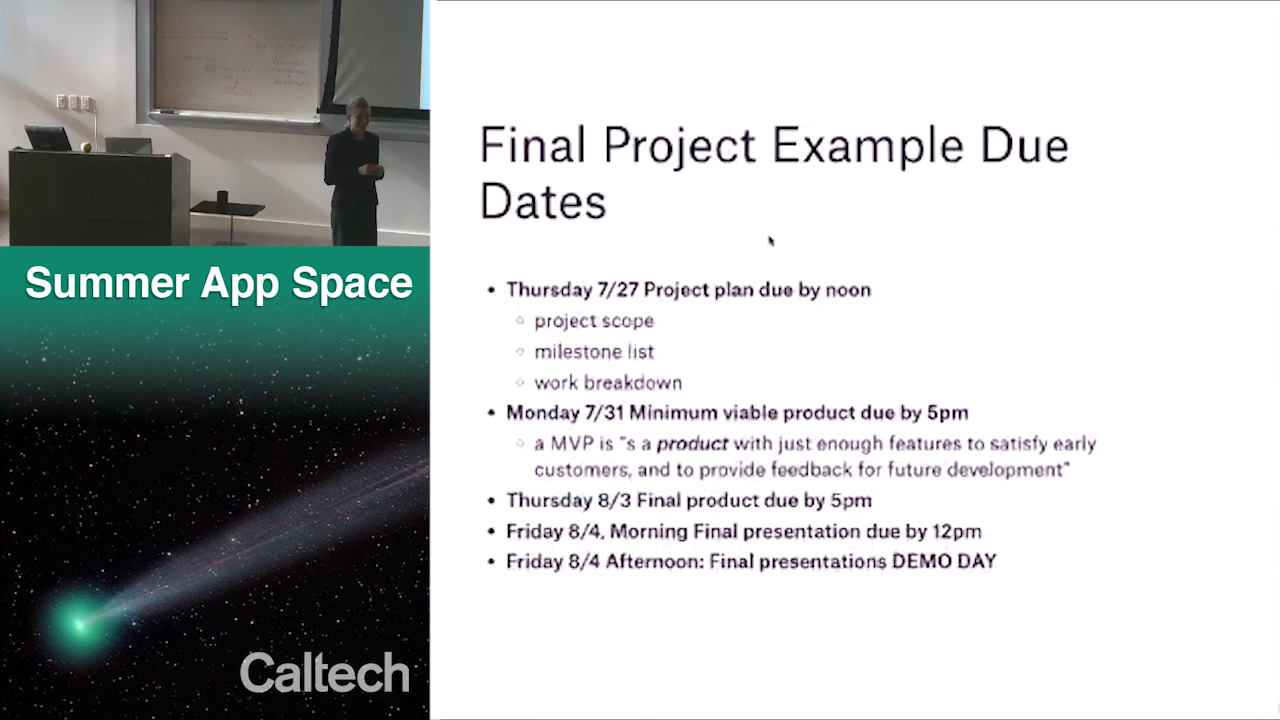 Summer App Space
Caltech
Final Project Example Due
Dates
• Thursday 7/27 Project plan due by noon
○ project scope
○ milestone list
○ work breakdown
• Monday 7/31 Minimum viable product due by 5pm
○ a MVP is "s a product with just enough features to satisfy early
customers, and to provide feedback for future development"
• Thursday 8/3 Final product due by 5pm
• Friday 8/4, Morning Final presentation due by 12pm
• Friday 8/4 Afternoon: Final presentations DEMO DAY